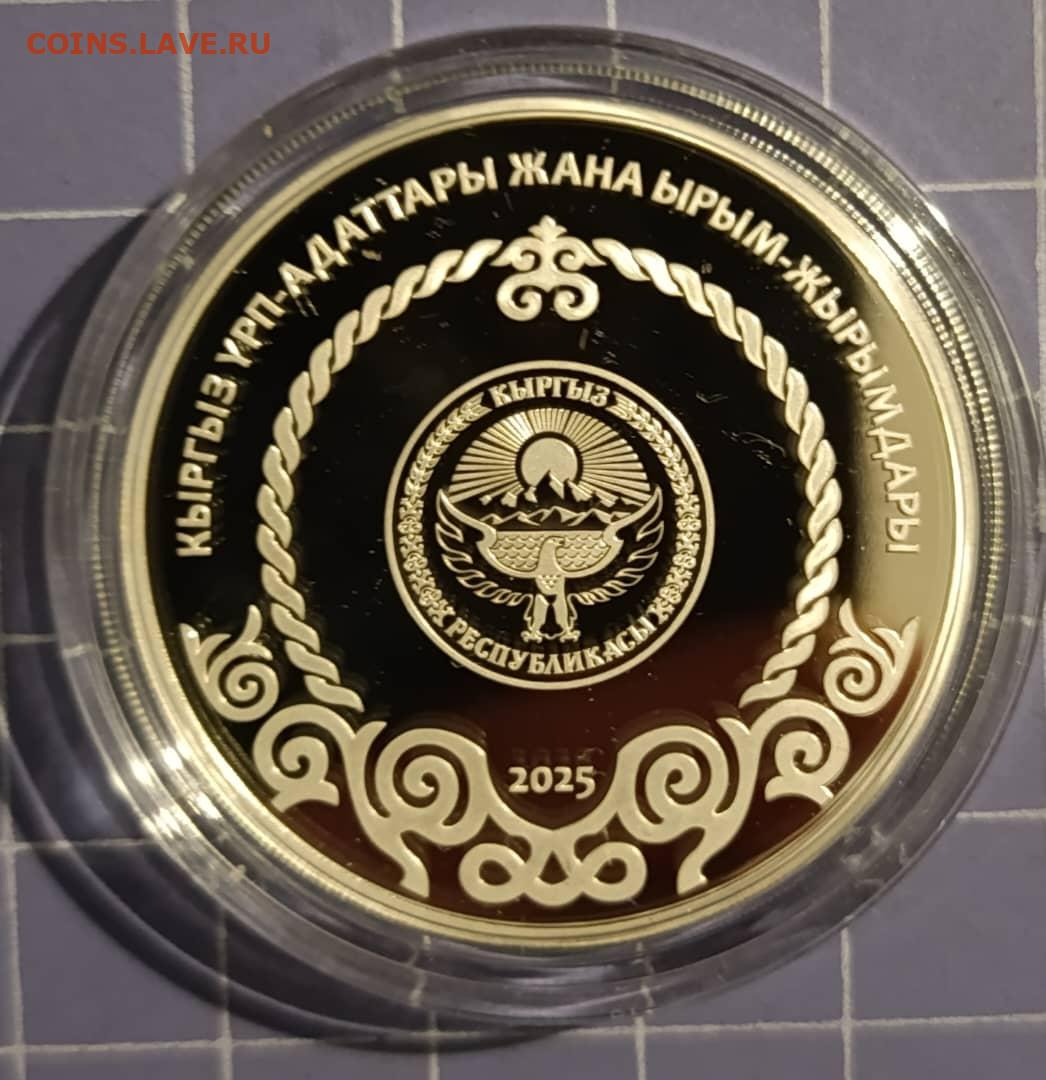 COINS.LAVE.RU
КЫРГЫЗ ҮРП-АДАТТАРЫ ЖАНА ЫРЫМ-ЖЫРЫМДАРЫ
КЫРГЫЗ
РЕСПУБЛИКАСЫ
2025